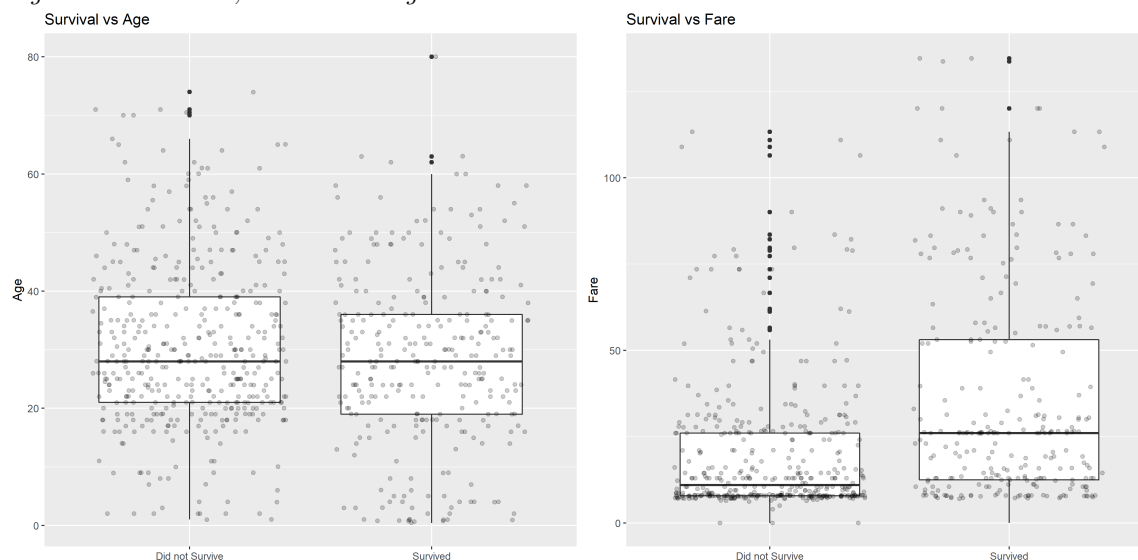 Survival vs Age
80
60
40
20
0
Age
Did not Survive
Survived
Survival vs Fare
100
50
0
Fare
Did not Survive
Survived